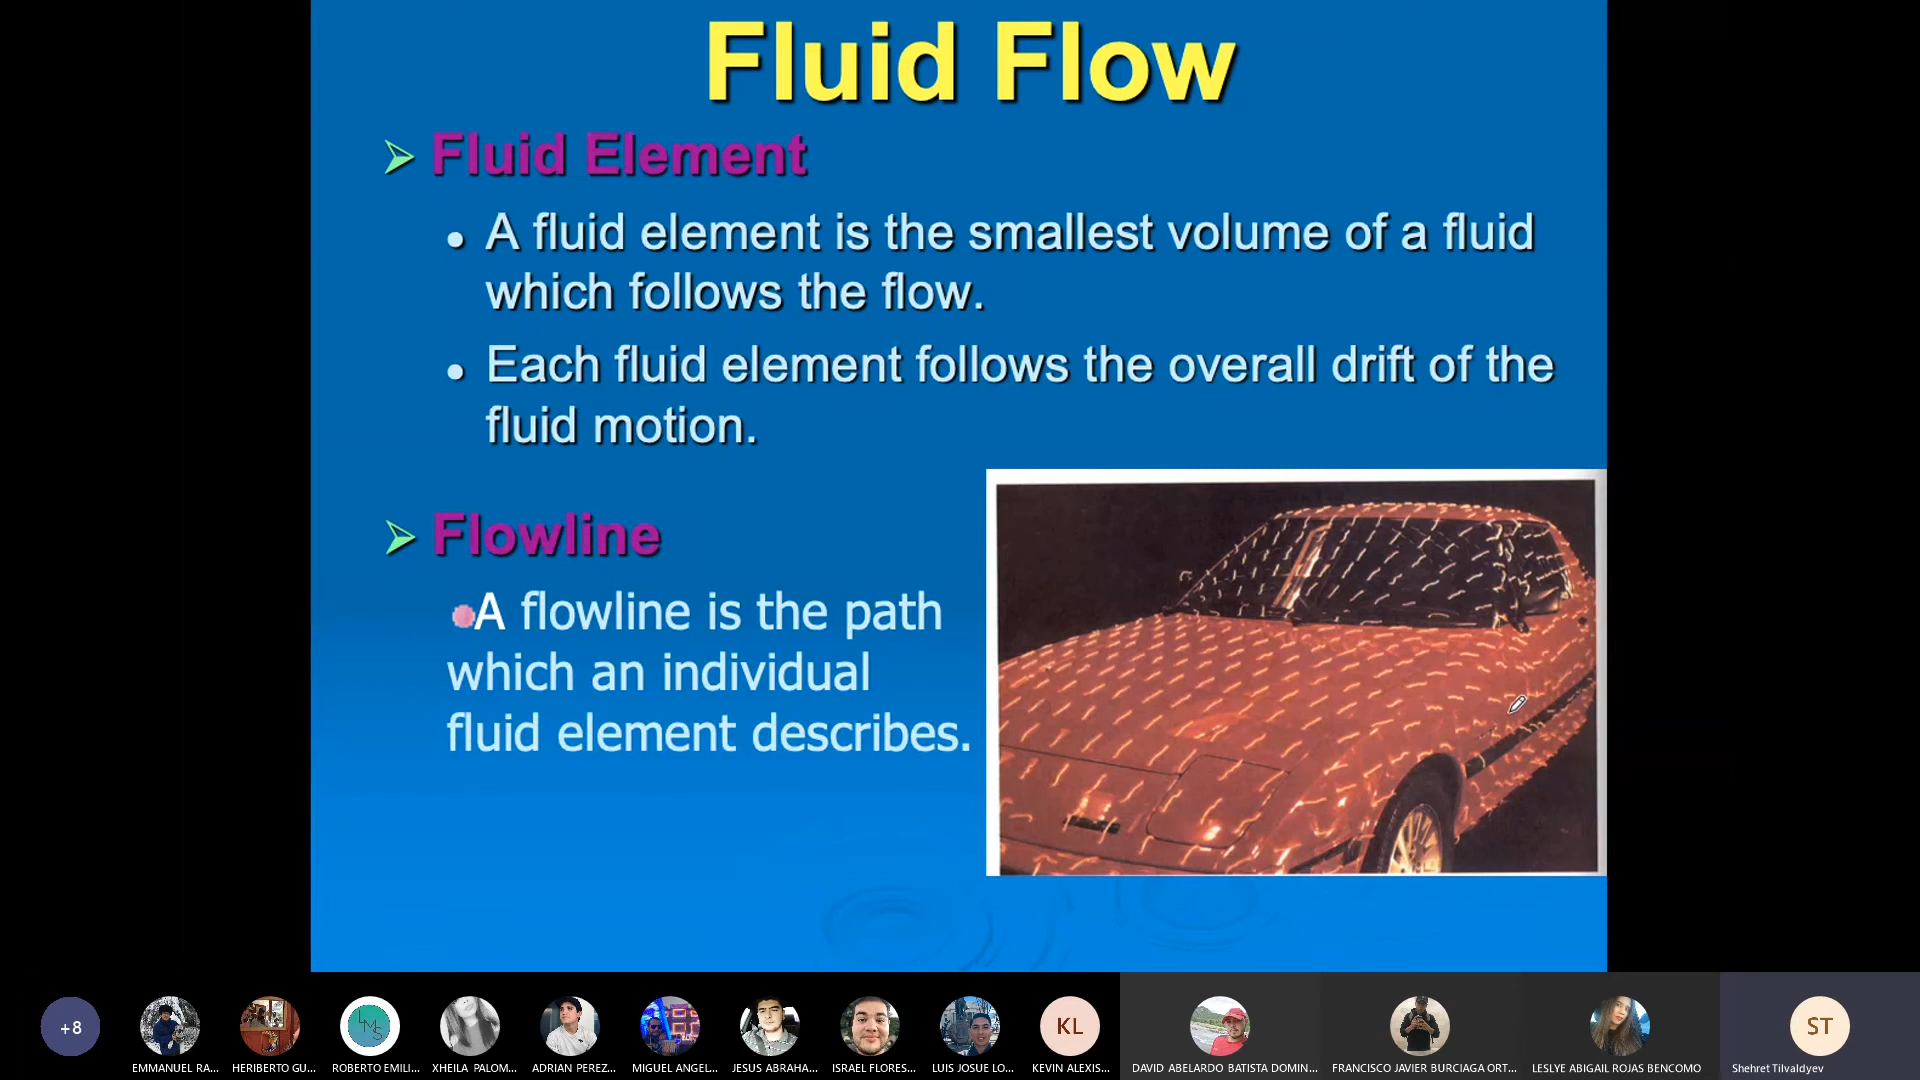 Fluid Flow
Fluid Element
A fluid element is the smallest volume of a fluid
which follows the flow.
Each fluid element follows the overall drift of the
fluid motion.
Flowline
A flowline is the path
which an individual
fluid element describes.
+8
LMS
KL
ST
EMMANUEL RA...
HERIBERTO GU...
ROBERTO EMILI...
XHEILA PALOM...
ADRIAN PEREZ...
MIGUEL ANGEL...
JESUS ABRAHA...
ISRAEL FLORES...
LUIS JOSUE LO...
KEVIN ALEXIS...
DAVID ABELARDO BATISTA DOMIN...
FRANCISCO JAVIER BURCIAGA ORT...
LESLYE ABIGAIL ROJAS BENCOMO
Shehret Tilvaldyev